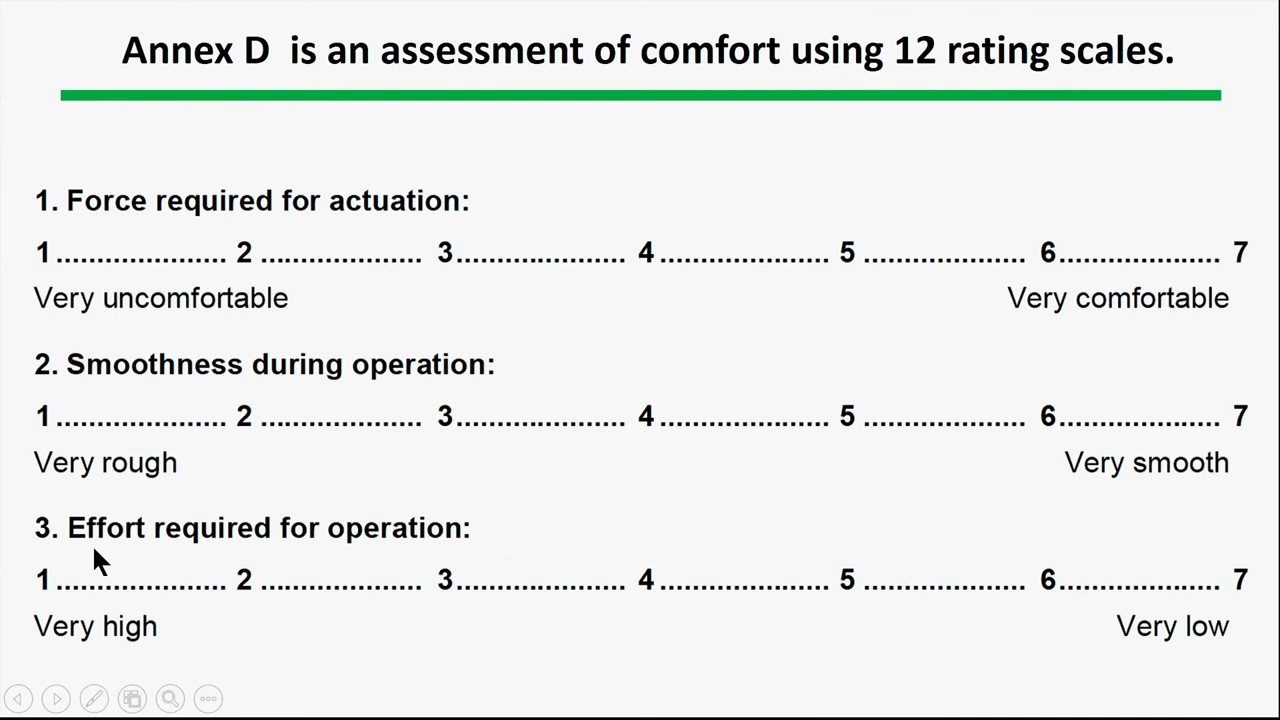 Annex D  is an assessment of comfort using 12 rating scales.
1. Force required for actuation:
1..................... 2 .................... 3..................... 4 ..................... 5 .................... 6.................... 7
Very uncomfortable Very comfortable
2. Smoothness during operation:
1..................... 2 .................... 3..................... 4 ..................... 5 .................... 6.................... 7
Very rough Very smooth
3. Effort required for operation:
1..................... 2 .................... 3..................... 4 ..................... 5 .................... 6.................... 7
Very high Very low